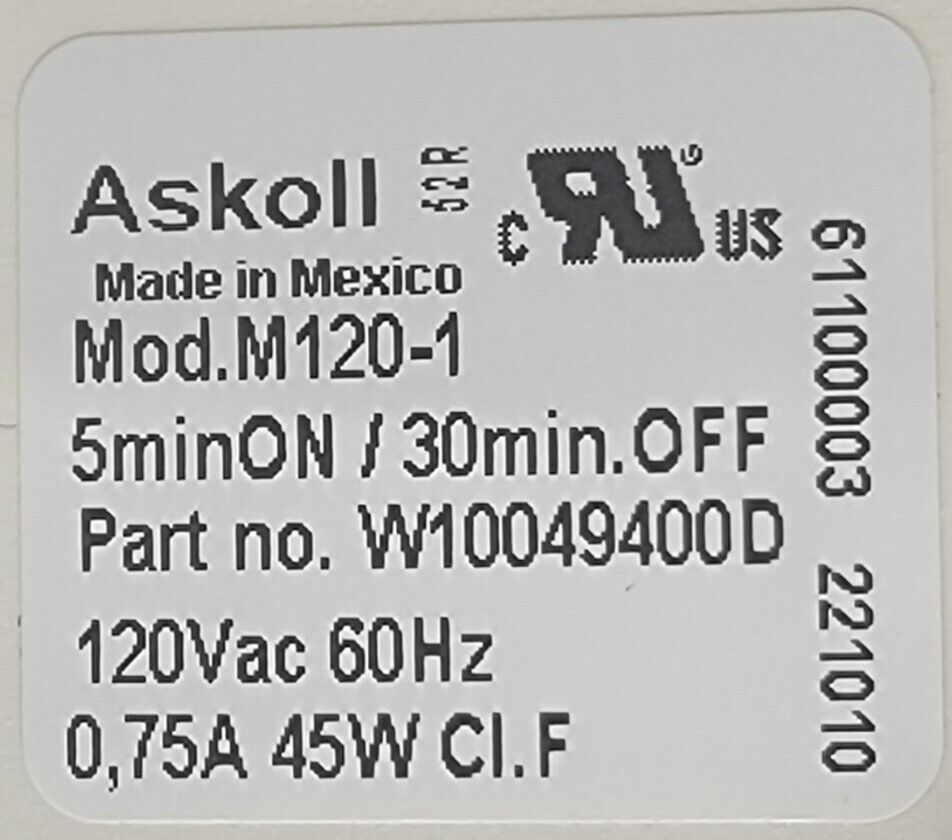 Askoll 52R
c RU ® US
Made in Mexico
Mod.M120-1
5minON / 30min.OFF
Part no. W10049400D
120Vac 60Hz
0,75A 45W Cl.F
61100003 221010